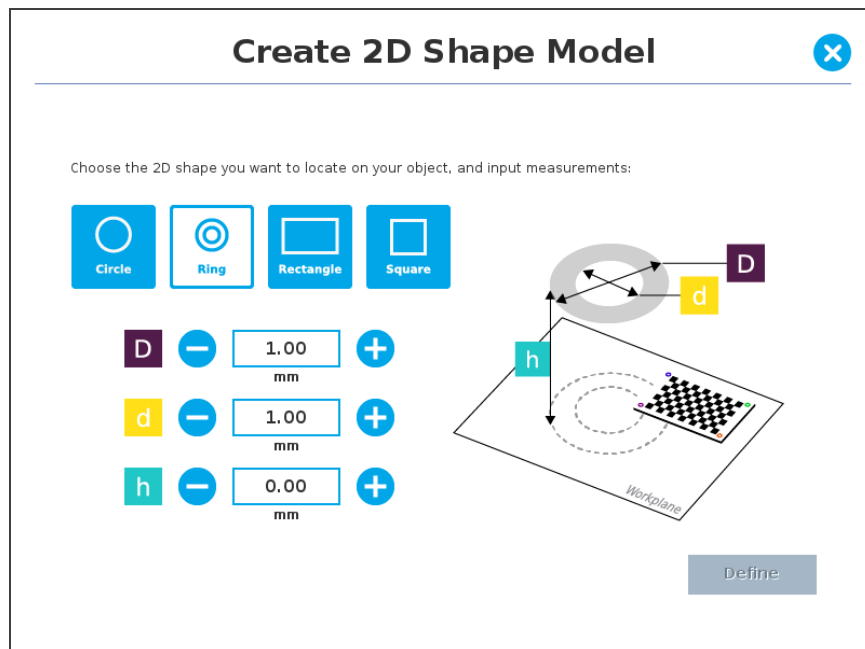 Create 2D Shape Model
Choose the 2D shape you want to locate on your object, and input measurements:
Circle
Ring
Rectangle
Square
D
1.00
mm
d
1.00
mm
h
0.00
mm
D
d
h
Workplane
Define